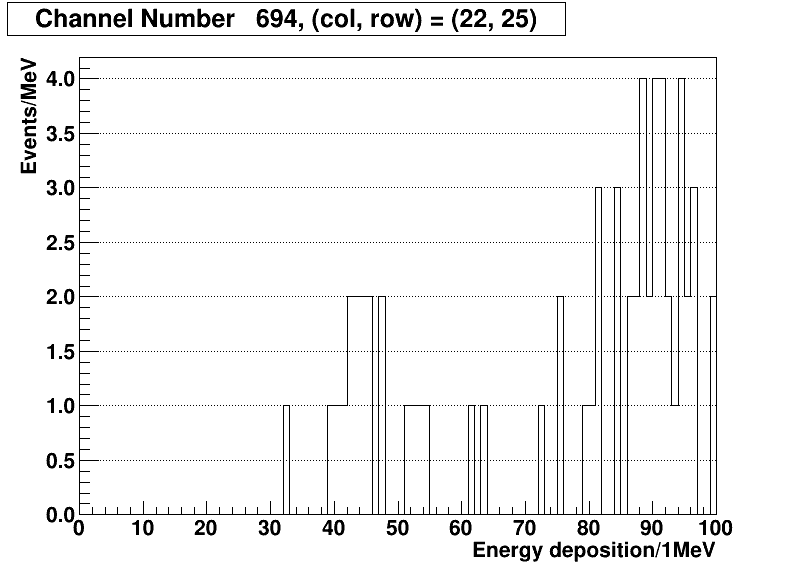 Channel Number 694, (col, row) = (22, 25)
Events/MeV
4.0
3.5
3.0
2.5
2.0
1.5
1.0
0.5
0.0
0 10 20 30 40 50 60 70 80 90 100
Energy deposition/1MeV